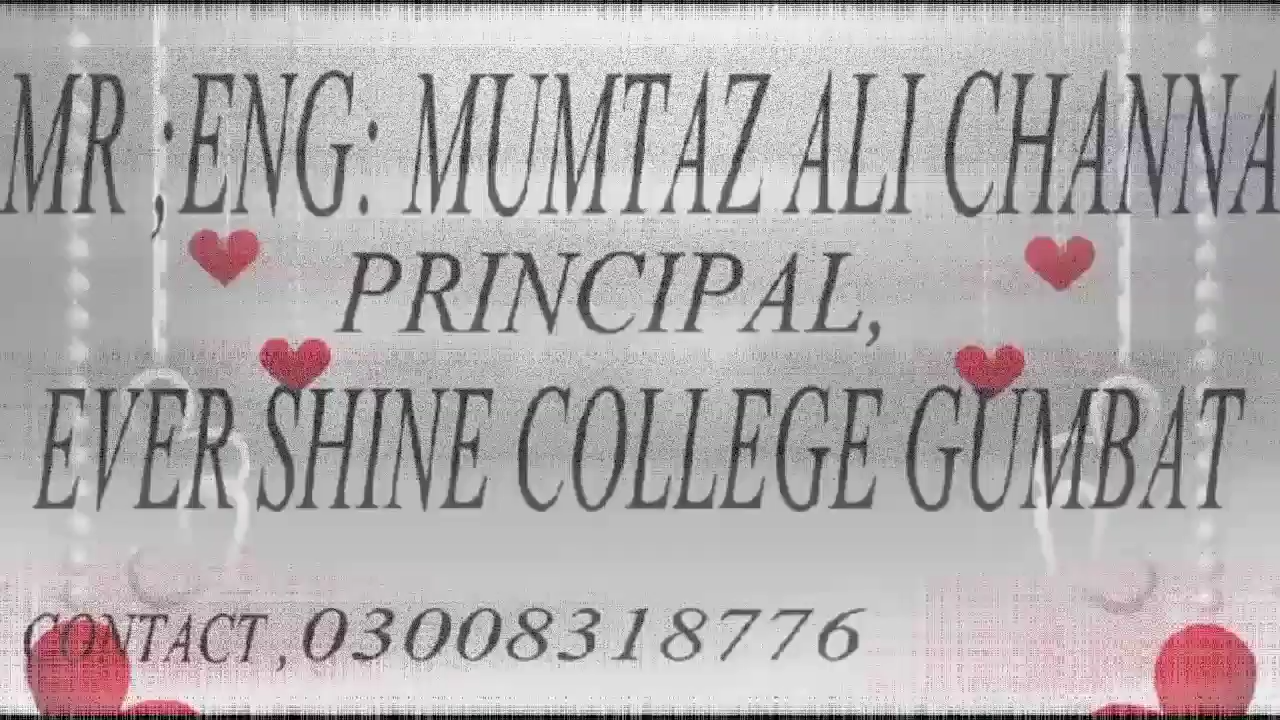 MR ;ENG: MUMTAZ ALI CHANNA
PRINCIPAL,
EVER SHINE COLLEGE GUMBAT
CONTACT ,03008318776